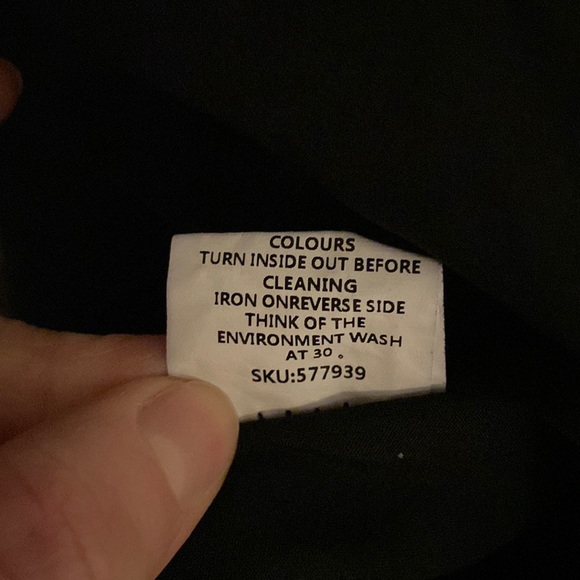 COLOURS
TURN INSIDE OUT BEFORE
CLEANING
IRON ONREVERSE SIDE
THINK OF THE
ENVIRONMENT WASH
AT 30 。
SKU:577939